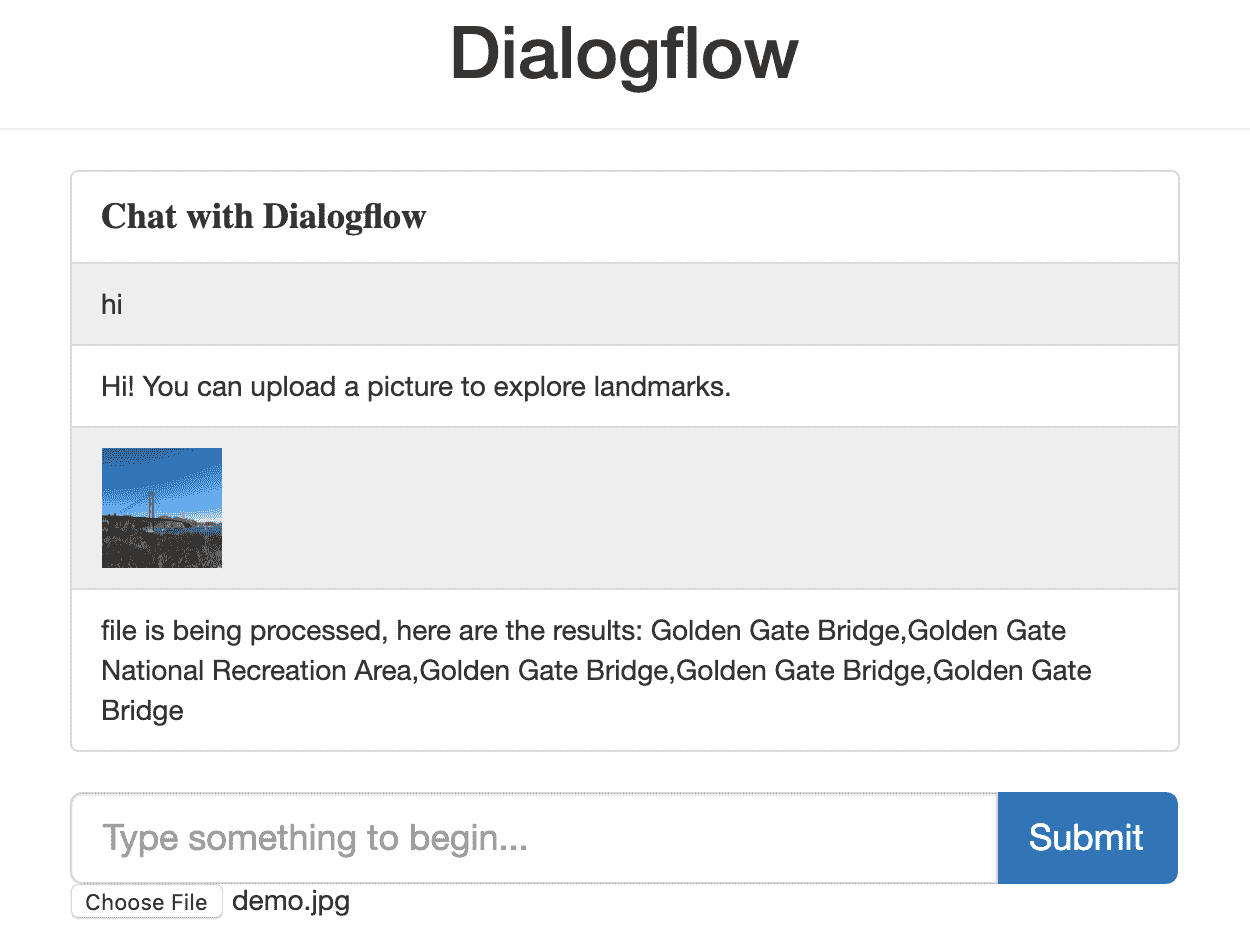 Dialogflow
Chat with Dialogflow
hi
Hi! You can upload a picture to explore landmarks.
file is being processed, here are the results: Golden Gate Bridge,Golden Gate
National Recreation Area,Golden Gate Bridge,Golden Gate Bridge,Golden Gate
Bridge
Type something to begin...
Submit
Choose File demo.jpg